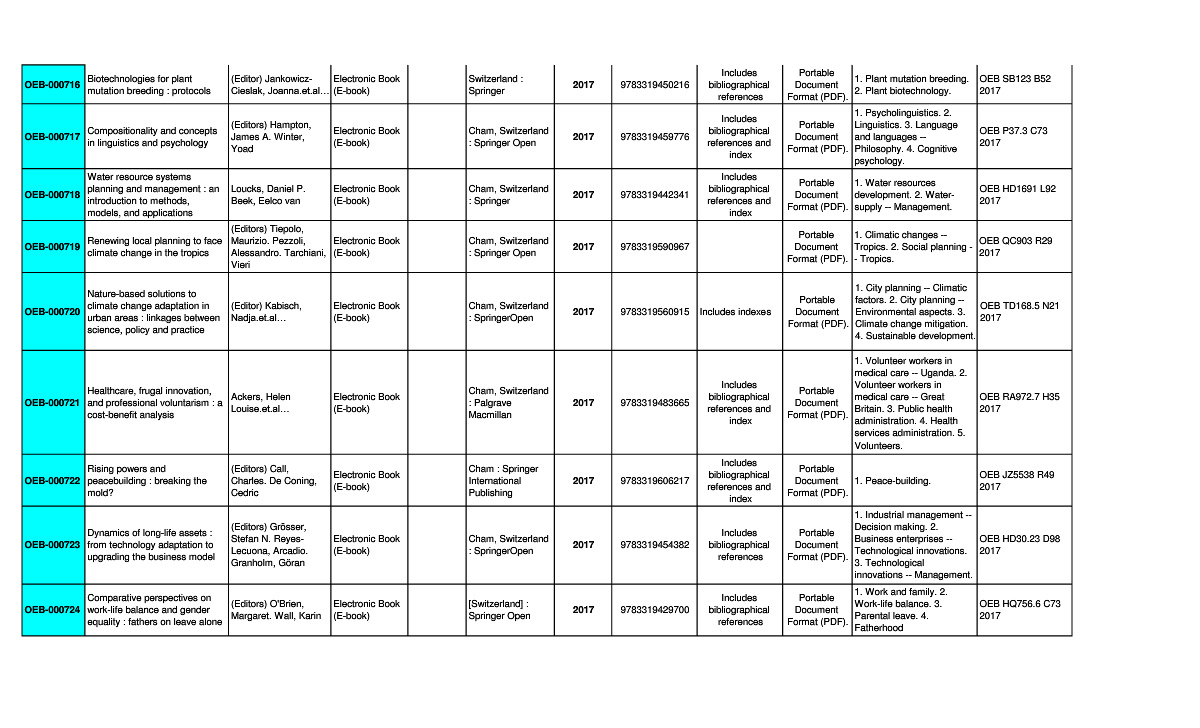 OEB-000716
Biotechnologies for plant
mutation breeding : protocols
(Editor) Jankowicz-
Cieslak, Joanna.et.al...
Electronic Book
(E-book)
Switzerland :
Springer
2017
9783319450216
Includes
bibliographical
references
Portable
Document
Format (PDF).
1. Plant mutation breeding.
2. Plant biotechnology.
OEB SB123 B52
2017
OEB-000717
Compositionality and concepts
in linguistics and psychology
(Editors) Hampton,
James A. Winter,
Yoad
Electronic Book
(E-book)
Cham, Switzerland
: Springer Open
2017
9783319459776
Includes
bibliographical
references and
index
Portable
Document
Format (PDF).
1. Psycholinguistics. 2.
Linguistics. 3. Language
and languages --
Philosophy. 4. Cognitive
psychology.
OEB P37.3 C73
2017
OEB-000718
Water resource systems
planning and management : an
introduction to methods,
models, and applications
Loucks, Daniel P.
Beek, Eelco van
Electronic Book
(E-book)
Cham, Switzerland
: Springer
2017
9783319442341
Includes
bibliographical
references and
index
Portable
Document
Format (PDF).
1. Water resources
development. 2. Water-
supply -- Management.
OEB HD1691 L92
2017
OEB-000719
Renewing local planning to face
climate change in the tropics
(Editors) Tiepolo,
Maurizio. Pezzoli,
Alessandro. Tarchiani,
Vieri
Electronic Book
(E-book)
Cham, Switzerland
: Springer Open
2017
9783319590967
Portable
Document
Format (PDF).
1. Climatic changes --
Tropics. 2. Social planning -
- Tropics.
OEB QC903 R29
2017
OEB-000720
Nature-based solutions to
climate change adaptation in
urban areas : linkages between
science, policy and practice
(Editor) Kabisch,
Nadja.et.al...
Electronic Book
(E-book)
Cham, Switzerland
: SpringerOpen
2017
9783319560915
Includes indexes
Portable
Document
Format (PDF).
1. City planning -- Climatic
factors. 2. City planning --
Environmental aspects. 3.
Climate change mitigation.
4. Sustainable development.
OEB TD168.5 N21
2017
OEB-000721
Healthcare, frugal innovation,
and professional voluntarism : a
cost-benefit analysis
Ackers, Helen
Louise.et.al...
Electronic Book
(E-book)
Cham, Switzerland
: Palgrave
Macmillan
2017
9783319483665
Includes
bibliographical
references and
index
Portable
Document
Format (PDF).
1. Volunteer workers in
medical care -- Uganda. 2.
Volunteer workers in
medical care -- Great
Britain. 3. Public health
administration. 4. Health
services administration. 5.
Volunteers.
OEB RA972.7 H35
2017
OEB-000722
Rising powers and
peacebuilding : breaking the
mold?
(Editors) Call,
Charles. De Coning,
Cedric
Electronic Book
(E-book)
Cham : Springer
International
Publishing
2017
9783319606217
Includes
bibliographical
references and
index
Portable
Document
Format (PDF).
1. Peace-building.
OEB JZ5538 R49
2017
OEB-000723
Dynamics of long-life assets :
from technology adaptation to
upgrading the business model
(Editors) Grösser,
Stefan N. Reyes-
Lecuona, Arcadio.
Granholm, Göran
Electronic Book
(E-book)
Cham, Switzerland
: SpringerOpen
2017
9783319454382
Includes
bibliographical
references
Portable
Document
Format (PDF).
1. Industrial management --
Decision making. 2.
Business enterprises --
Technological innovations.
3. Technological
innovations -- Management.
OEB HD30.23 D98
2017
OEB-000724
Comparative perspectives on
work-life balance and gender
equality : fathers on leave alone
(Editors) O'Brien,
Margaret. Wall, Karin
Electronic Book
(E-book)
[Switzerland] :
Springer Open
2017
9783319429700
Includes
bibliographical
references
Portable
Document
Format (PDF).
1. Work and family. 2.
Work-life balance. 3.
Parental leave. 4.
Fatherhood
OEB HQ756.6 C73
2017